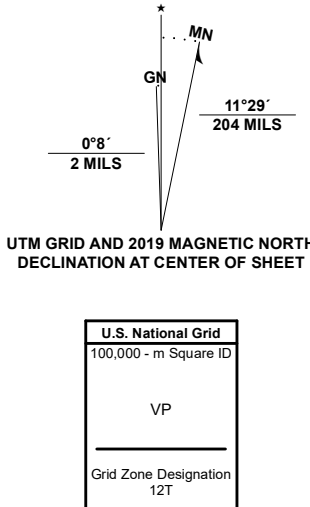 ★
MN
GN
11°29´
204 MILS
0°8´
2 MILS
UTM GRID AND 2019 MAGNETIC NORTH
DECLINATION AT CENTER OF SHEET
U.S. National Grid
100,000 - m Square ID
VP
Grid Zone Designation
12T